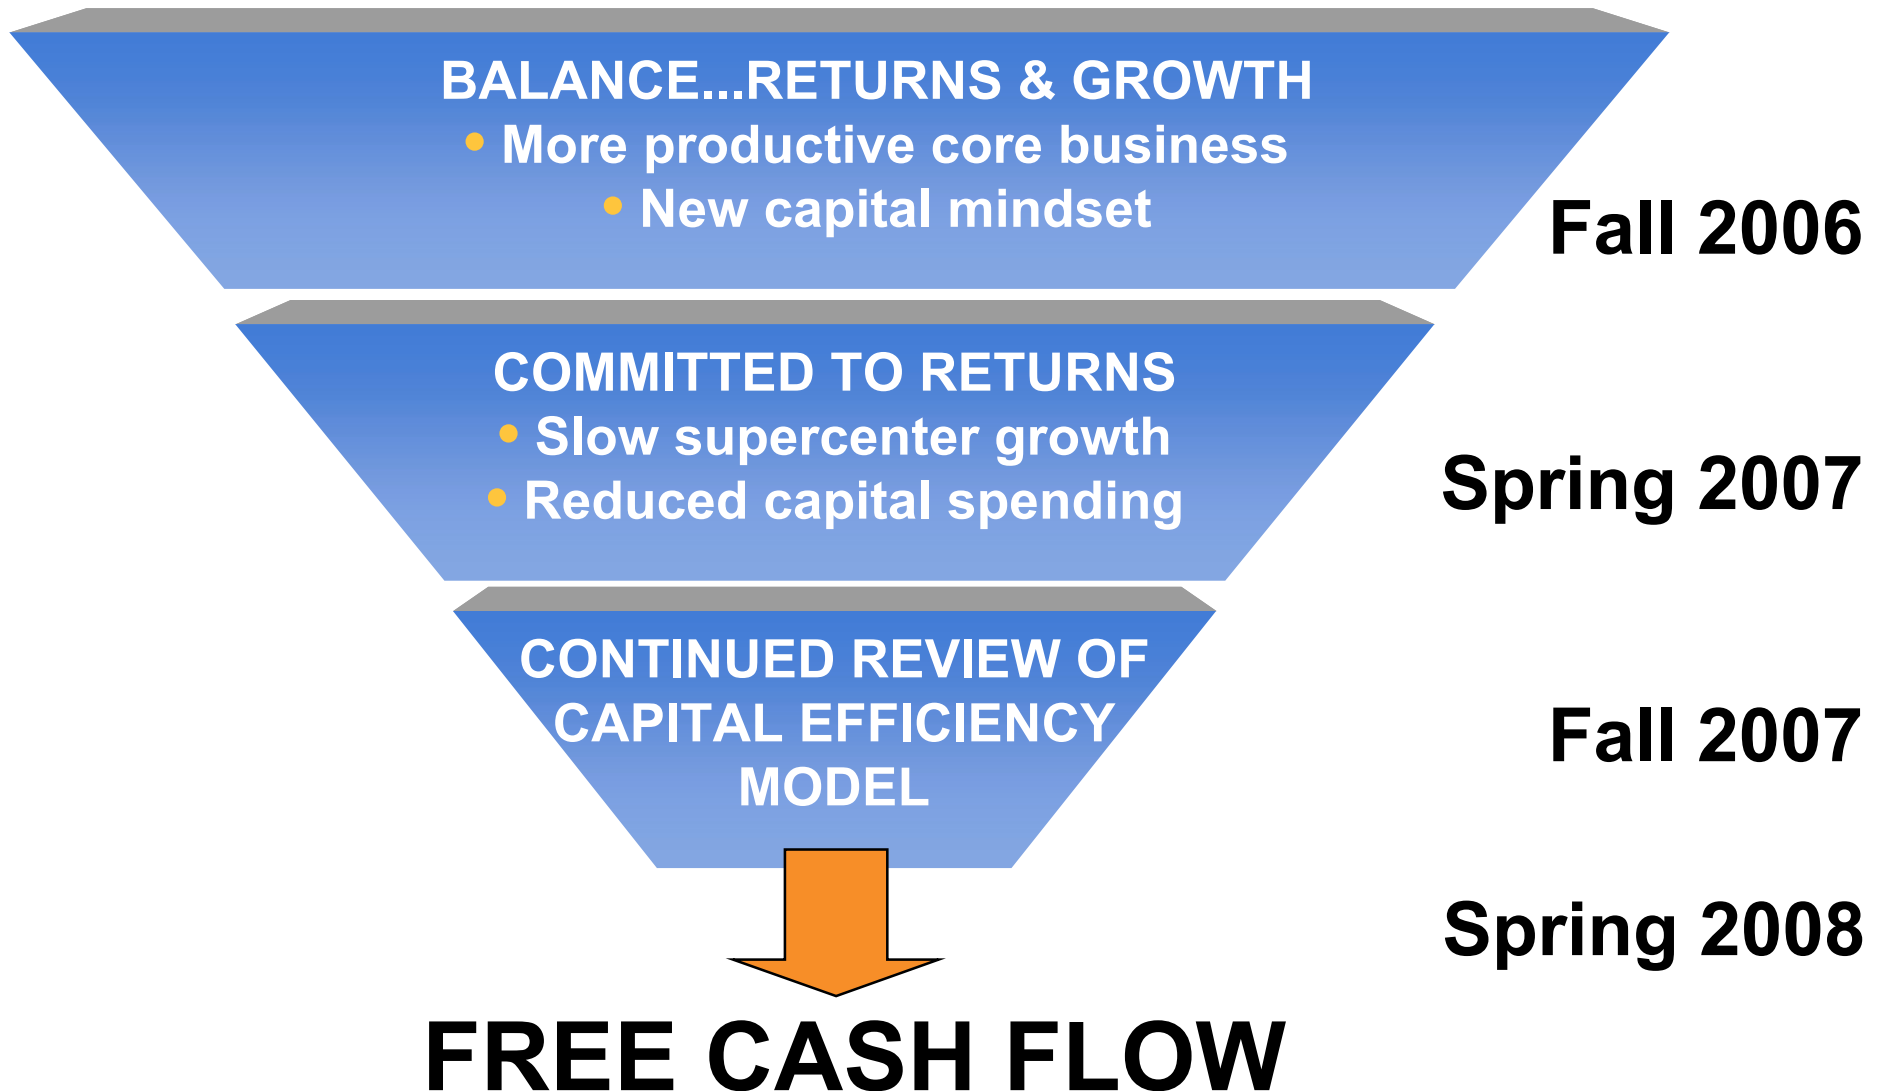 BALANCE...RETURNS & GROWTH
• More productive core business
• New capital mindset
Fall 2006
COMMITTED TO RETURNS
• Slow supercenter growth
• Reduced capital spending
Spring 2007
CONTINUED REVIEW OF
CAPITAL EFFICIENCY
MODEL
Fall 2007
Spring 2008
FREE CASH FLOW